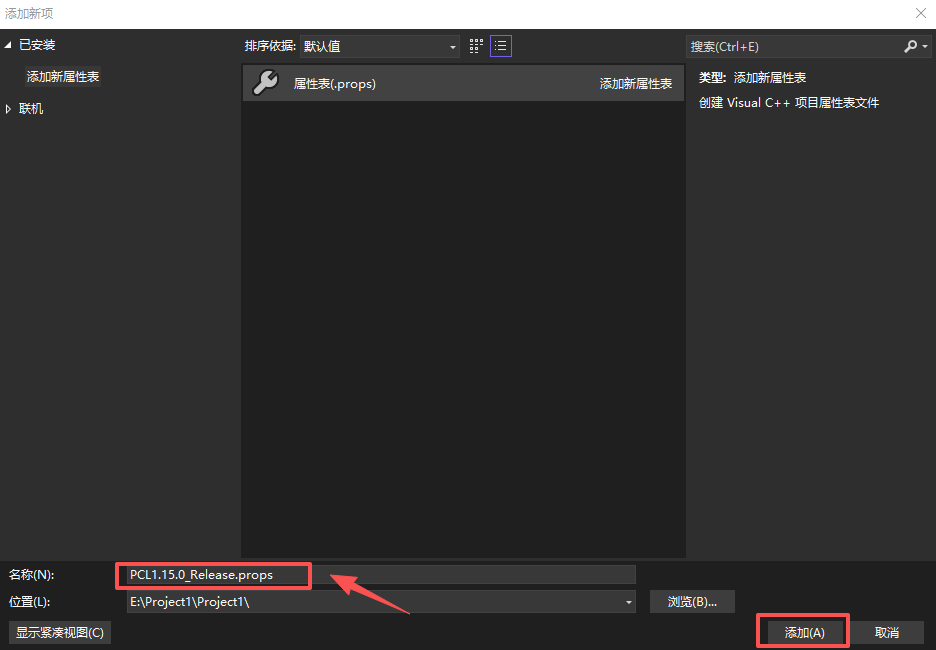 添加新项
已安装
添加新属性表
联机
排序依据: 默认值
属性表(.props) 添加新属性表
搜索(Ctrl+E)
类型: 添加新属性表
创建 Visual C++ 项目属性表文件
名称(N): PCL1.15.0_Release.props
位置(L): E:\Project1\Project1\ 浏览(B)...
显示紧凑视图(C) 添加(A) 取消